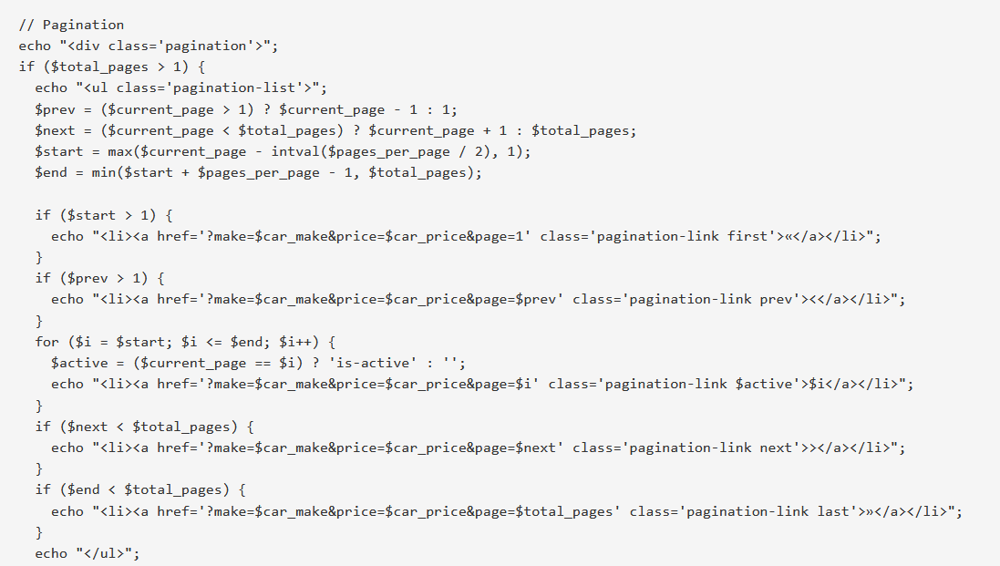 // Pagination
echo "<div class='pagination'>";
if ($total_pages > 1) {
  echo "<ul class='pagination-list'>";
  $prev = ($current_page > 1) ? $current_page - 1 : 1;
  $next = ($current_page < $total_pages) ? $current_page + 1 : $total_pages;
  $start = max($current_page - intval($pages_per_page / 2), 1);
  $end = min($start + $pages_per_page - 1, $total_pages);

  if ($start > 1) {
    echo "<li><a href='?make=$car_make&price=$car_price&page=1' class='pagination-link first'>«</a></li>";
  }
  if ($prev > 1) {
    echo "<li><a href='?make=$car_make&price=$car_price&page=$prev' class='pagination-link prev'><</a></li>";
  }
  for ($i = $start; $i <= $end; $i++) {
    $active = ($current_page == $i) ? 'is-active' : '';
    echo "<li><a href='?make=$car_make&price=$car_price&page=$i' class='pagination-link $active'>$i</a></li>";
  }
  if ($next < $total_pages) {
    echo "<li><a href='?make=$car_make&price=$car_price&page=$next' class='pagination-link next'>></a></li>";
  }
  if ($end < $total_pages) {
    echo "<li><a href='?make=$car_make&price=$car_price&page=$total_pages' class='pagination-link last'>»</a></li>";
  }
  echo "</ul>";